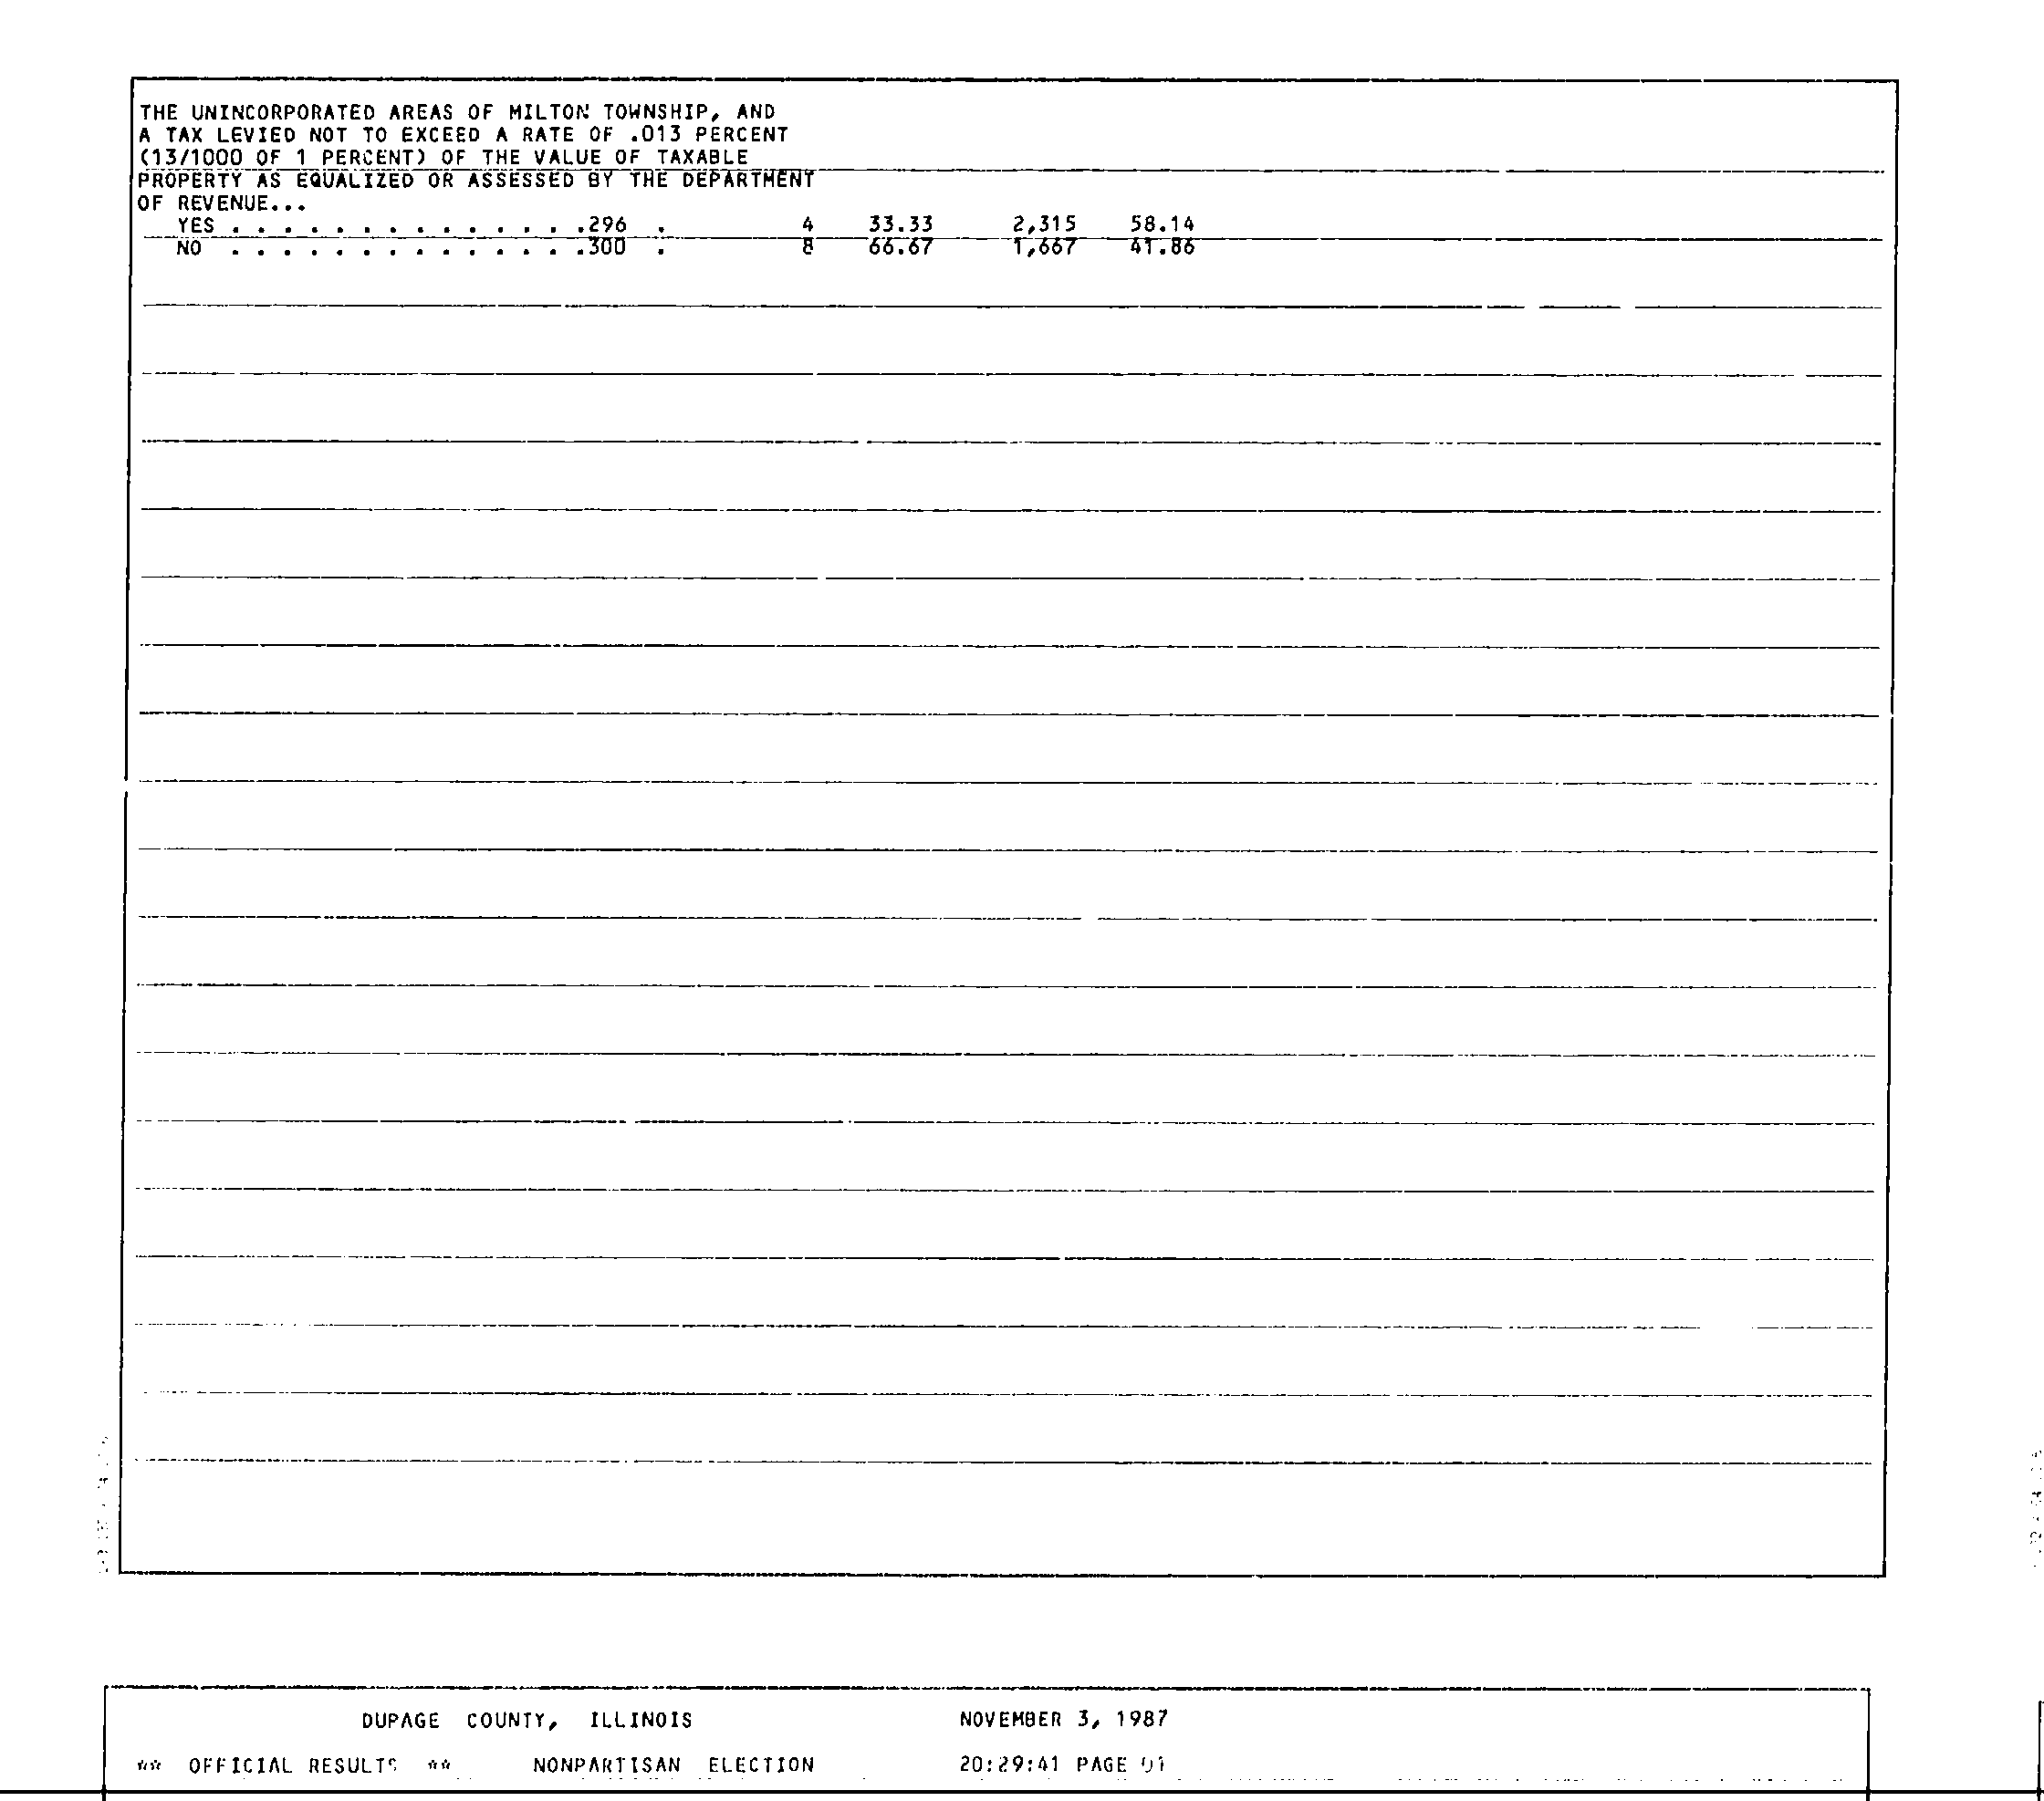 THE UNINCORPORATED AREAS OF MILTON TOWNSHIP, AND
A TAX LEVIED NOT TO EXCEED A RATE OF .013 PERCENT
(13/1000 OF 1 PERCENT) OF THE VALUE OF TAXABLE
PROPERTY AS EQUALIZED OR ASSESSED BY THE DEPARTMENT
OF REVENUE...
YES . . . . . . . . . . . . . .296 . 4 33.33 2,315 58.14
NO . . . . . . . . . . . . . .300 . 8 66.67 1,667 41.86
DUPAGE COUNTY, ILLINOIS NOVEMBER 3, 1987
** OFFICIAL RESULTS ** NONPARTISAN ELECTION 20:29:41 PAGE 01